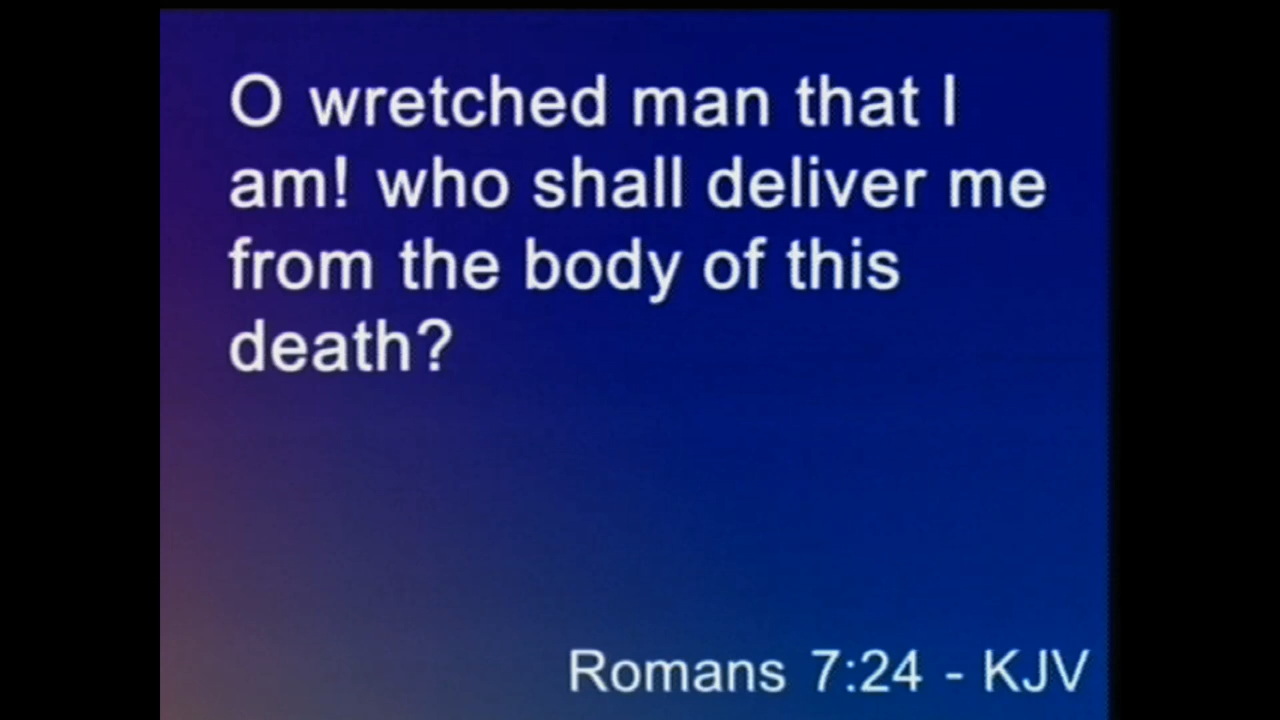 O wretched man that I
am! who shall deliver me
from the body of this
death?
Romans 7:24 - KJV